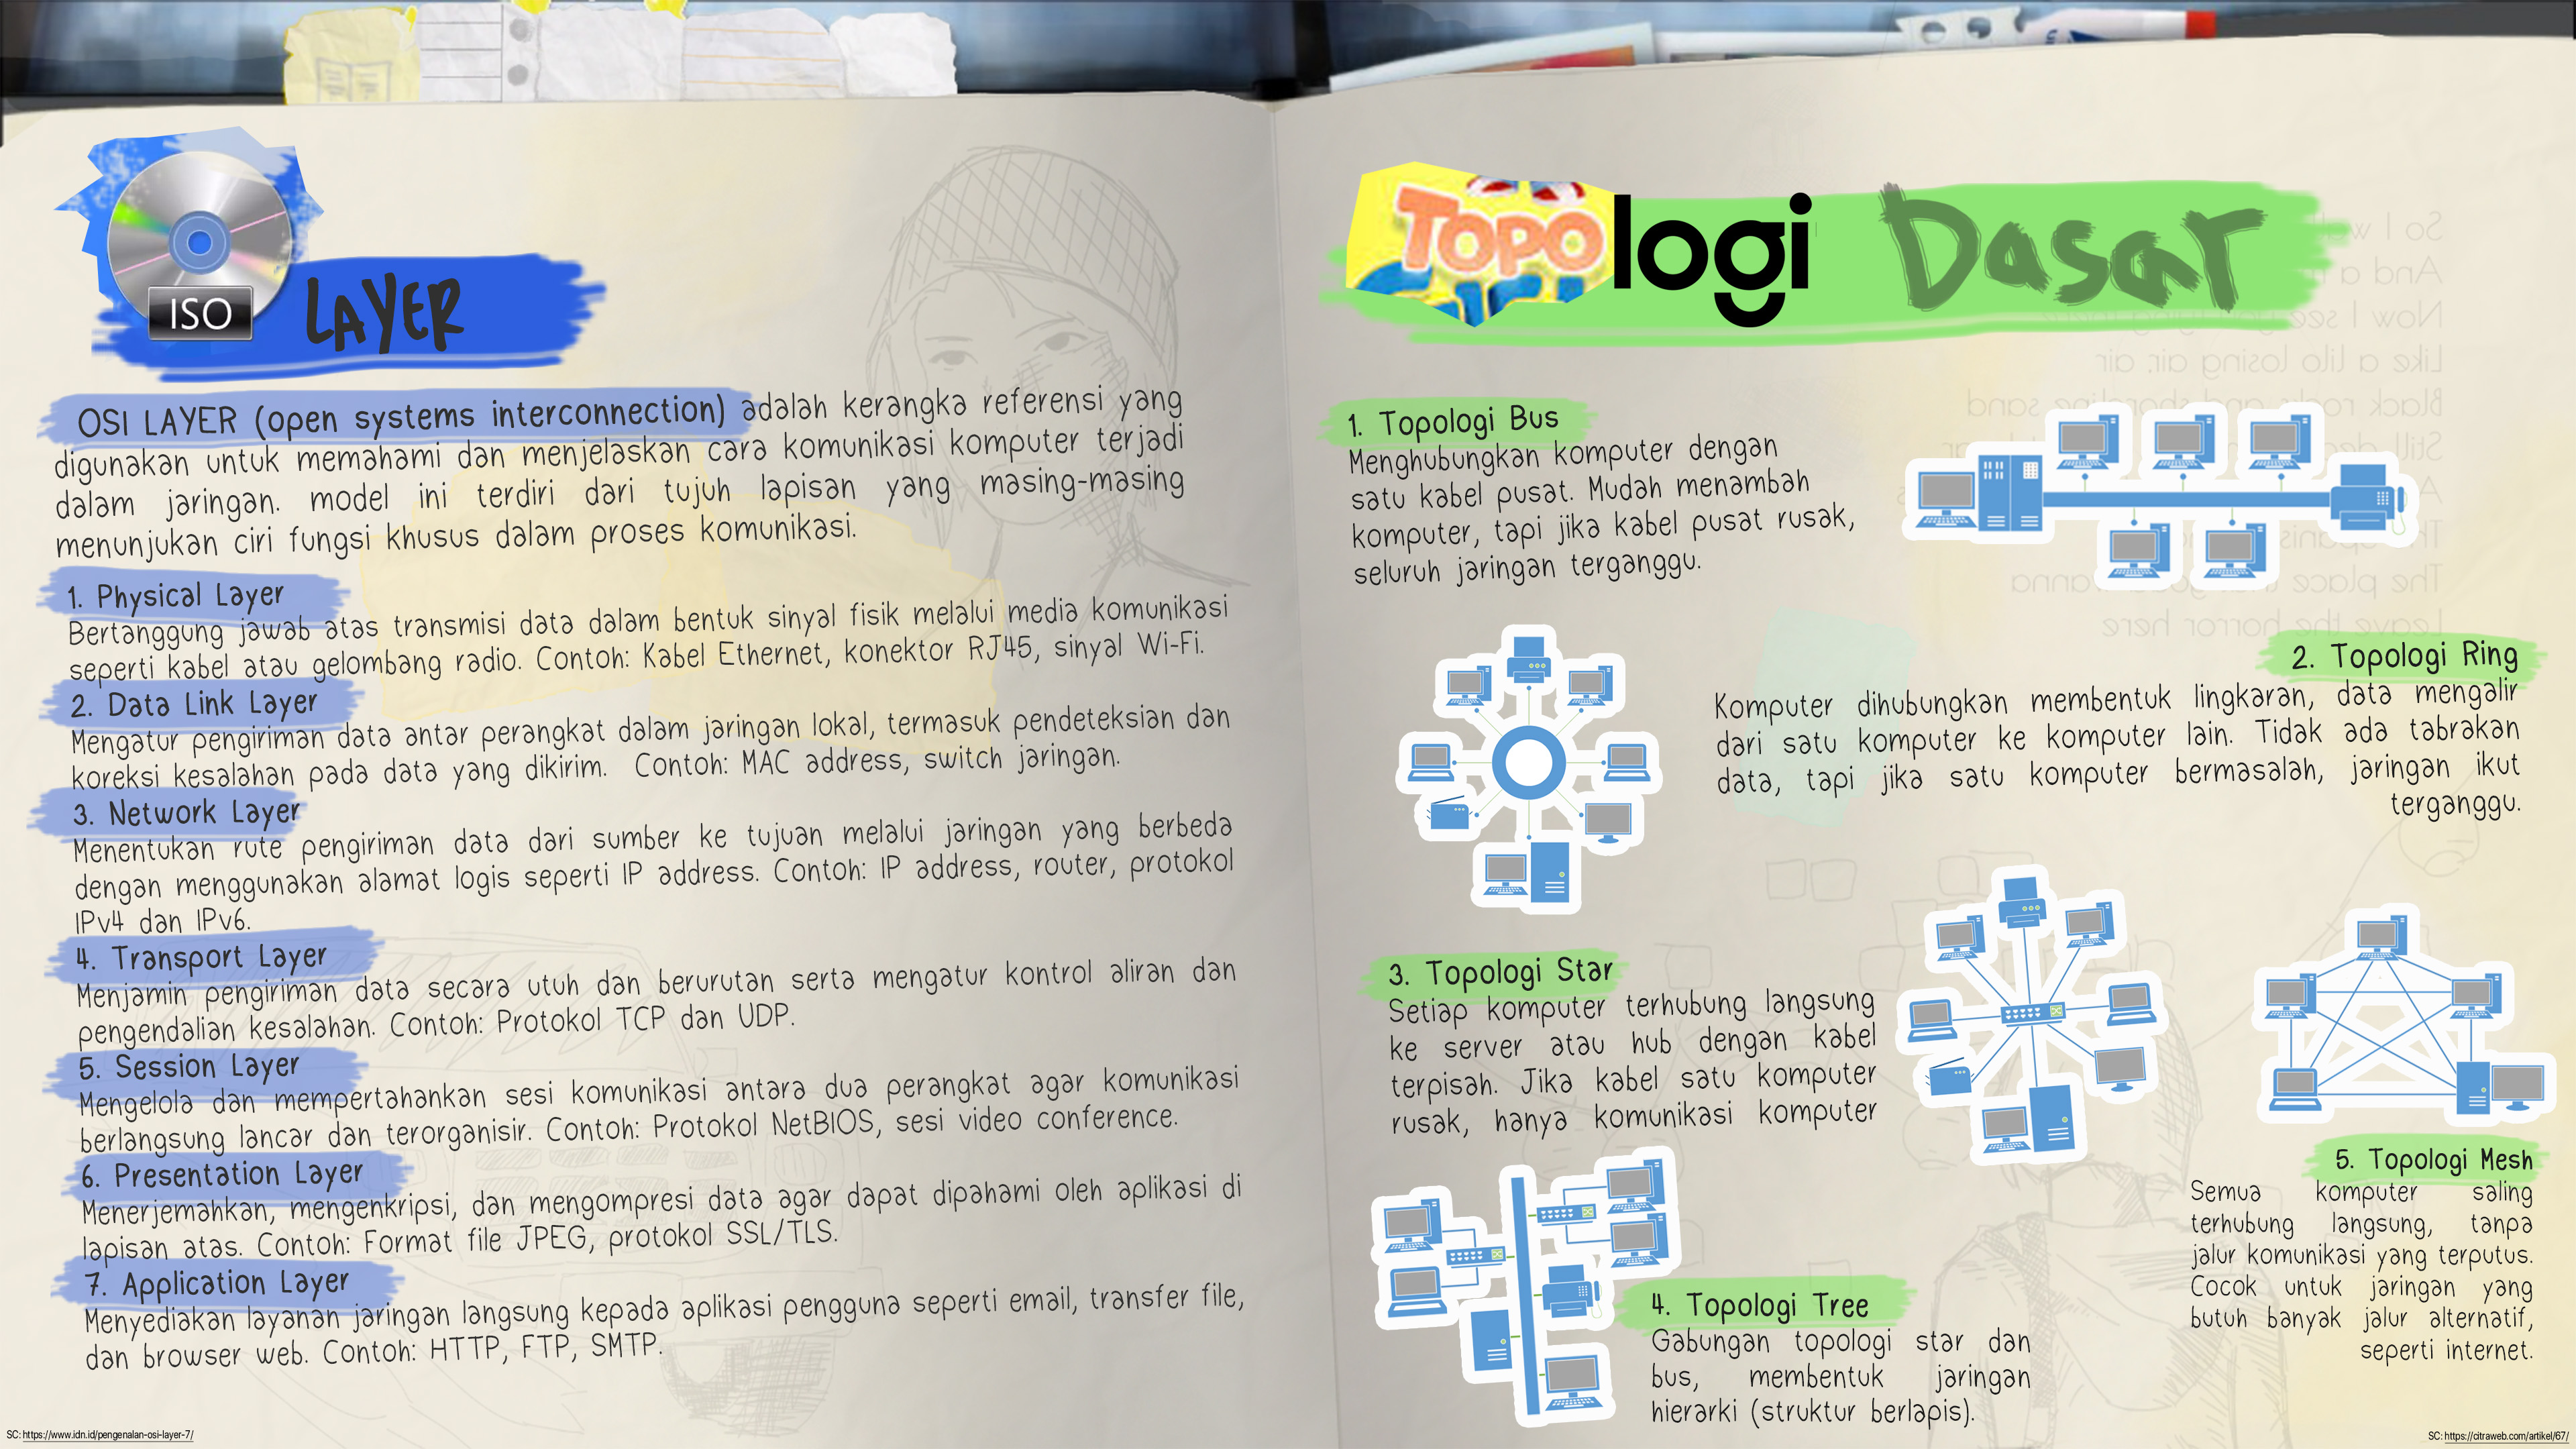 ISO LAYER
OSI LAYER (open systems interconnection) adalah kerangka referensi yang
digunakan untuk memahami dan menjelaskan cara komunikasi komputer terjadi
dalam jaringan. model ini terdiri dari tujuh lapisan yang masing-masing
menunjukan ciri fungsi khusus dalam proses komunikasi.
1. Physical Layer
Bertanggung jawab atas transmisi data dalam bentuk sinyal fisik melalui media komunikasi
seperti kabel atau gelombang radio. Contoh: Kabel Ethernet, konektor RJ45, sinyal Wi-Fi.
2. Data Link Layer
Mengatur pengiriman data antar perangkat dalam jaringan lokal, termasuk pendeteksian dan
koreksi kesalahan pada data yang dikirim. Contoh: MAC address, switch jaringan.
3. Network Layer
Menentukan rute pengiriman data dari sumber ke tujuan melalui jaringan yang berbeda
dengan menggunakan alamat logis seperti IP address. Contoh: IP address, router, protokol
IPv4 dan IPv6.
4. Transport Layer
Menjamin pengiriman data secara utuh dan berurutan serta mengatur kontrol aliran dan
pengendalian kesalahan. Contoh: Protokol TCP dan UDP.
5. Session Layer
Mengelola dan mempertahankan sesi komunikasi antara dua perangkat agar komunikasi
berlangsung lancar dan terorganisir. Contoh: Protokol NetBIOS, sesi video conference.
6. Presentation Layer
Menerjemahkan, mengenkripsi, dan mengompresi data agar dapat dipahami oleh aplikasi di
lapisan atas. Contoh: Format file JPEG, protokol SSL/TLS.
7. Application Layer
Menyediakan layanan jaringan langsung kepada aplikasi pengguna seperti email, transfer file,
dan browser web. Contoh: HTTP, FTP, SMTP.
SC: https://www.idn.id/pengenalan-osi-layer-7/
TOPO logi Dasar
1. Topologi Bus
Menghubungkan komputer dengan
satu kabel pusat. Mudah menambah
komputer, tapi jika kabel pusat rusak,
seluruh jaringan terganggu.
2. Topologi Ring
Komputer dihubungkan membentuk lingkaran, data mengalir
dari satu komputer ke komputer lain. Tidak ada tabrakan
data, tapi jika satu komputer bermasalah, jaringan ikut
terganggu.
3. Topologi Star
Setiap komputer terhubung langsung
ke server atau hub dengan kabel
terpisah. Jika kabel satu komputer
rusak, hanya komunikasi komputer
4. Topologi Tree
Gabungan topologi star dan
bus, membentuk jaringan
hierarki (struktur berlapis).
5. Topologi Mesh
Semua komputer saling
terhubung langsung, tanpa
jalur komunikasi yang terputus.
Cocok untuk jaringan yang
butuh banyak jalur alternatif,
seperti internet.
SC: https://citraweb.com/artikel/67/